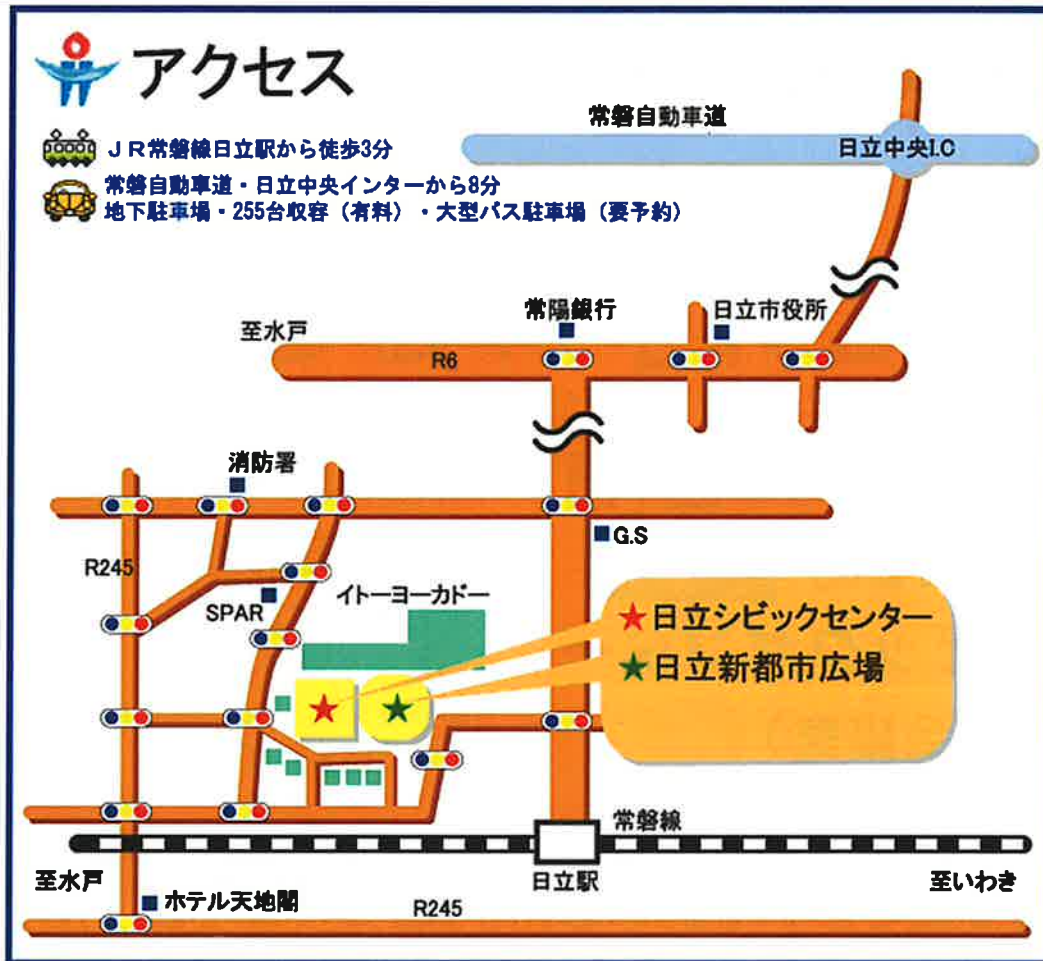 アクセス
JR常磐線日立駅から徒歩3分
常磐自動車道・日立中央インターから8分
地下駐車場・255台収容（有料）・大型バス駐車場（要予約）
常磐自動車道
日立中央I.C
常陽銀行
日立市役所
至水戸
R6
消防署
G.S
R245
イトーヨーカドー
SPAR
★日立シビックセンター
★日立新都市広場
常磐線
至水戸
日立駅
至いわき
ホテル天地閣
R245